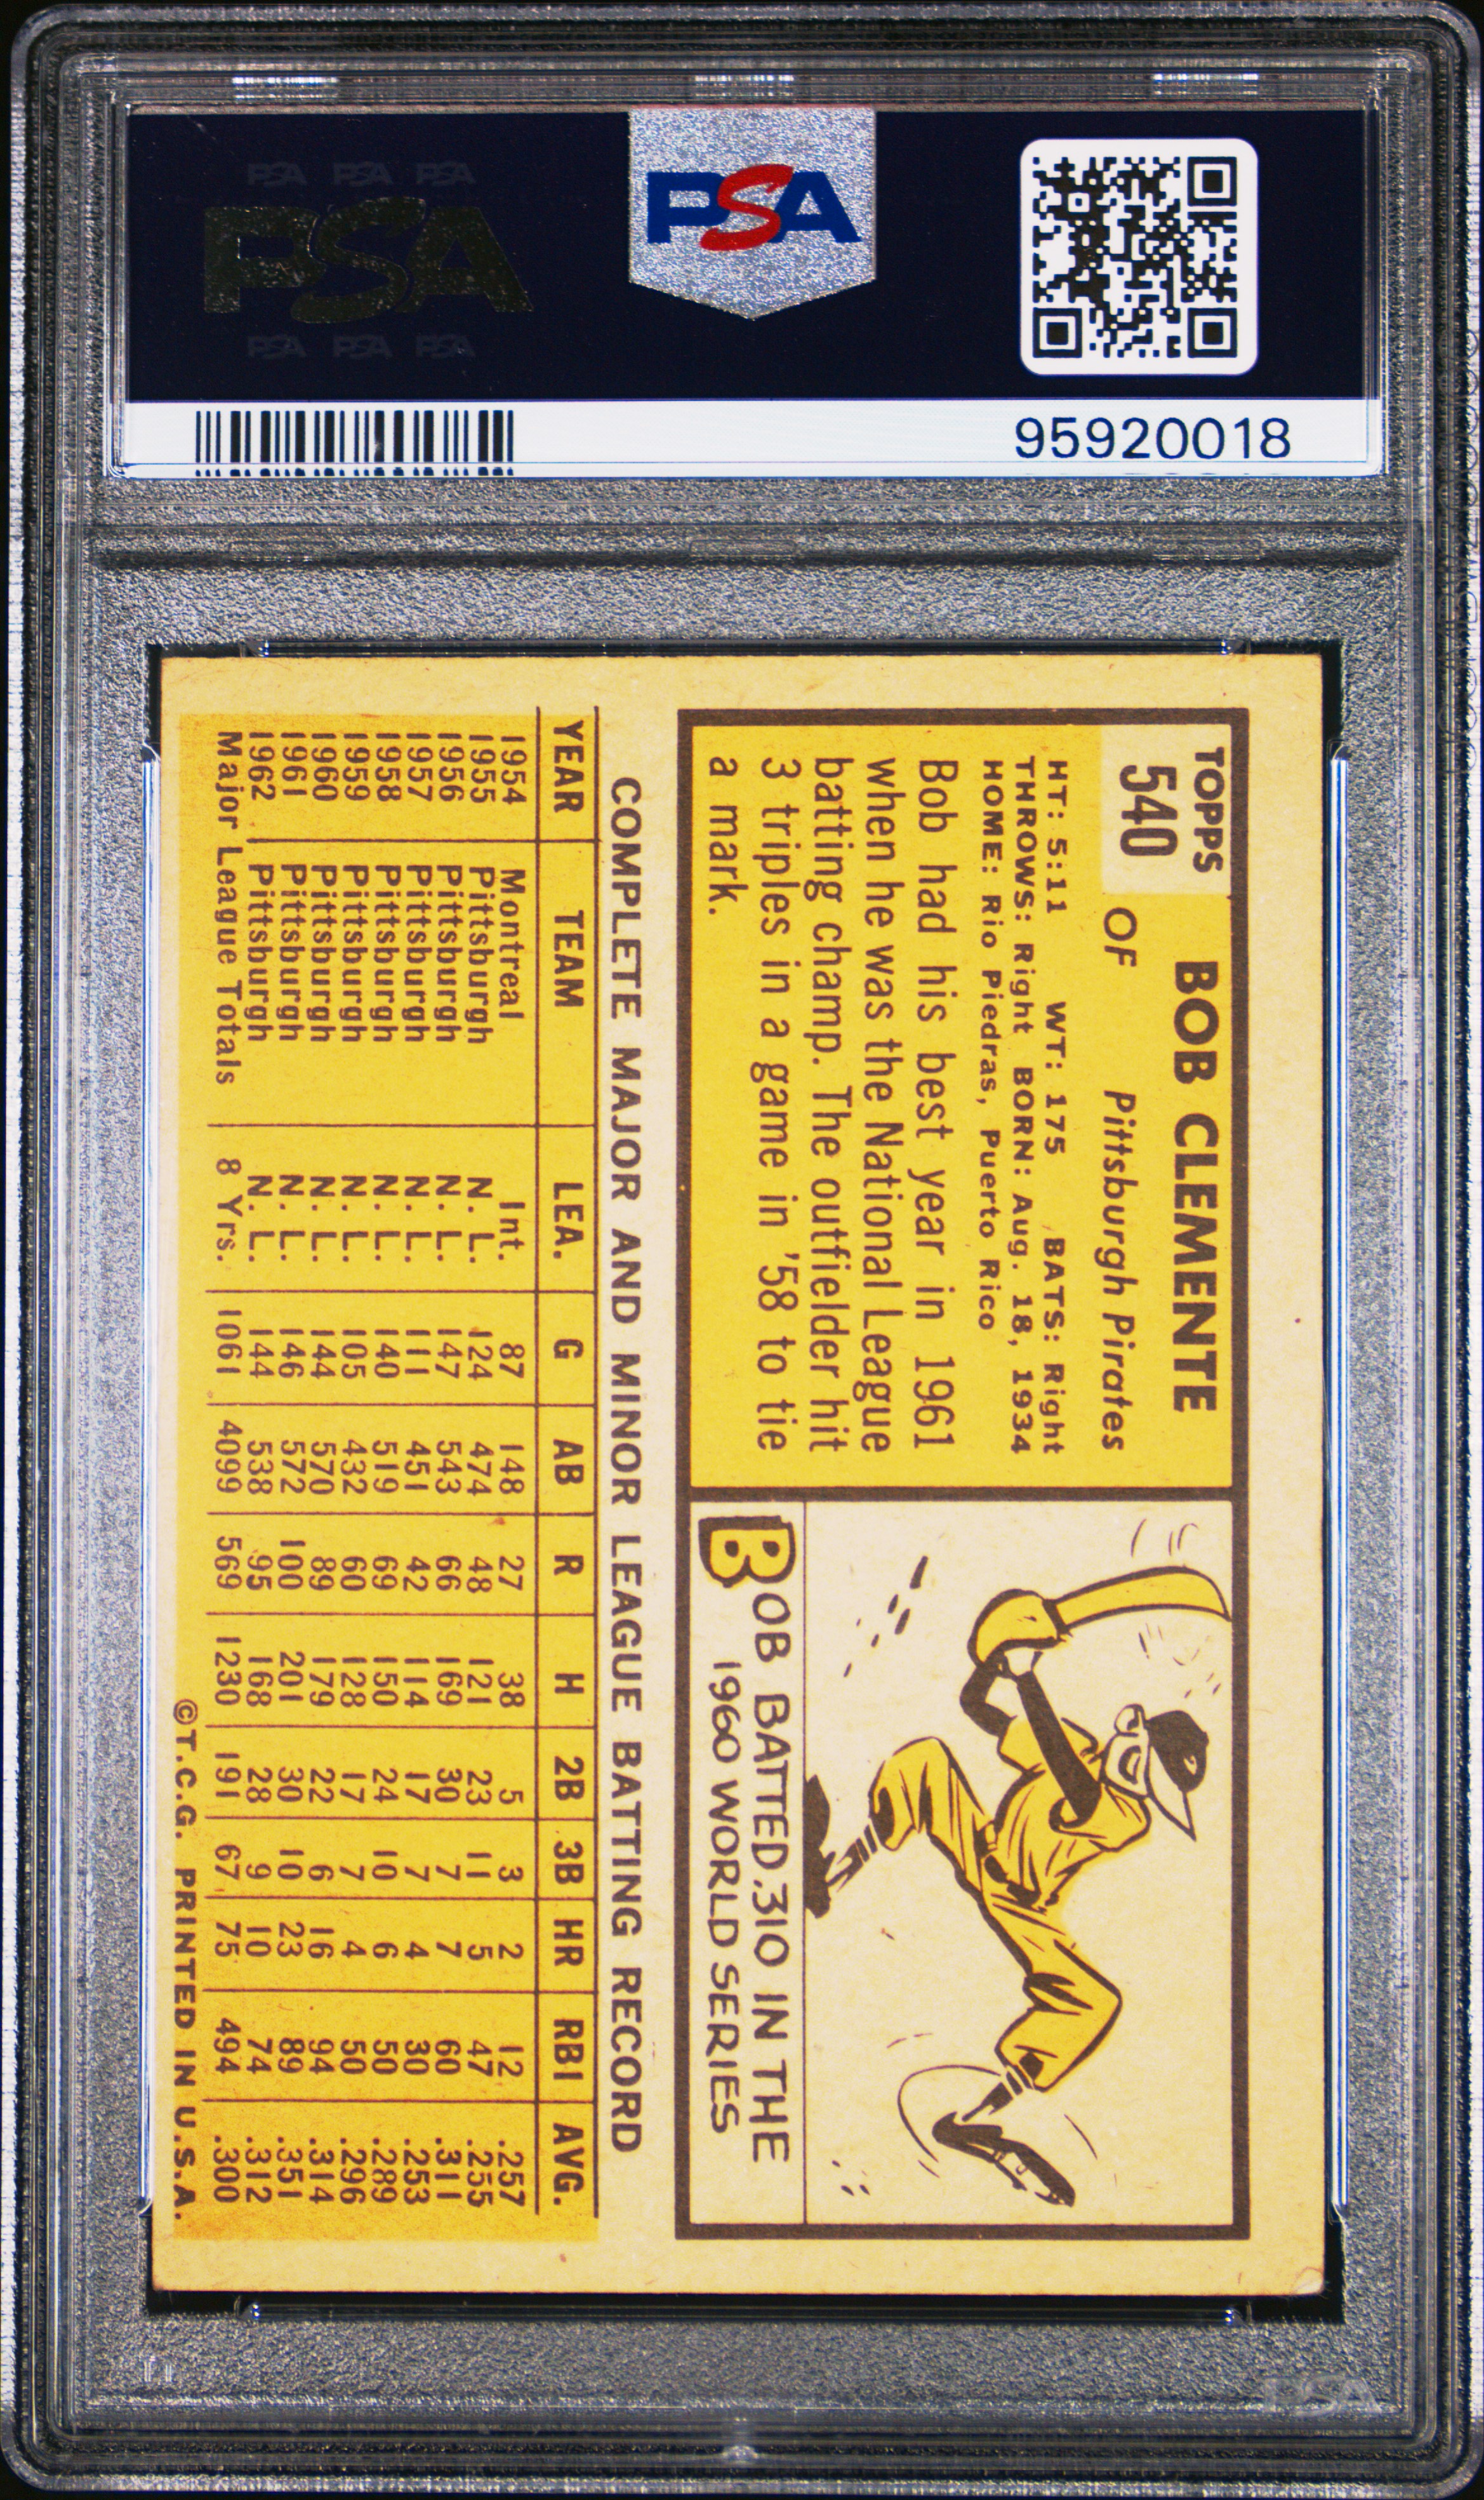 PSA PSA PSA
PSA
PSA PSA PSA
PSA
95920018
TOPPS
540
BOB CLEMENTE
OF Pittsburgh Pirates
HT: 5:11 WT: 175 BATS: Right
THROWS: Right BORN: Aug. 18, 1934
HOME: Rio Piedras, Puerto Rico
Bob had his best year in 1961
when he was the National League
batting champ. The outfielder hit
3 triples in a game in '58 to tie
a mark.
BOB BATTED .310 IN THE
1960 WORLD SERIES
COMPLETE MAJOR AND MINOR LEAGUE BATTING RECORD
YEAR TEAM LEA. G AB R H 2B 3B HR RBI AVG.
1954 Montreal Int. 87 148 27 38 5 3 2 12 .257
1955 Pittsburgh N. L. 124 474 48 121 23 11 5 47 .255
1956 Pittsburgh N. L. 147 543 66 169 30 7 7 60 .311
1957 Pittsburgh N. L. 111 451 42 114 17 7 4 30 .253
1958 Pittsburgh N. L. 140 519 69 150 24 10 6 50 .289
1959 Pittsburgh N. L. 105 432 60 128 17 7 4 50 .296
1960 Pittsburgh N. L. 144 570 89 179 22 6 16 94 .314
1961 Pittsburgh N. L. 146 572 100 201 30 10 23 89 .351
1962 Pittsburgh N. L. 144 538 95 168 28 9 10 74 .312
Major League Totals 8 Yrs. 1061 4099 569 1230 191 67 75 494 .300
©T.C.G. PRINTED IN U.S.A.
PSA